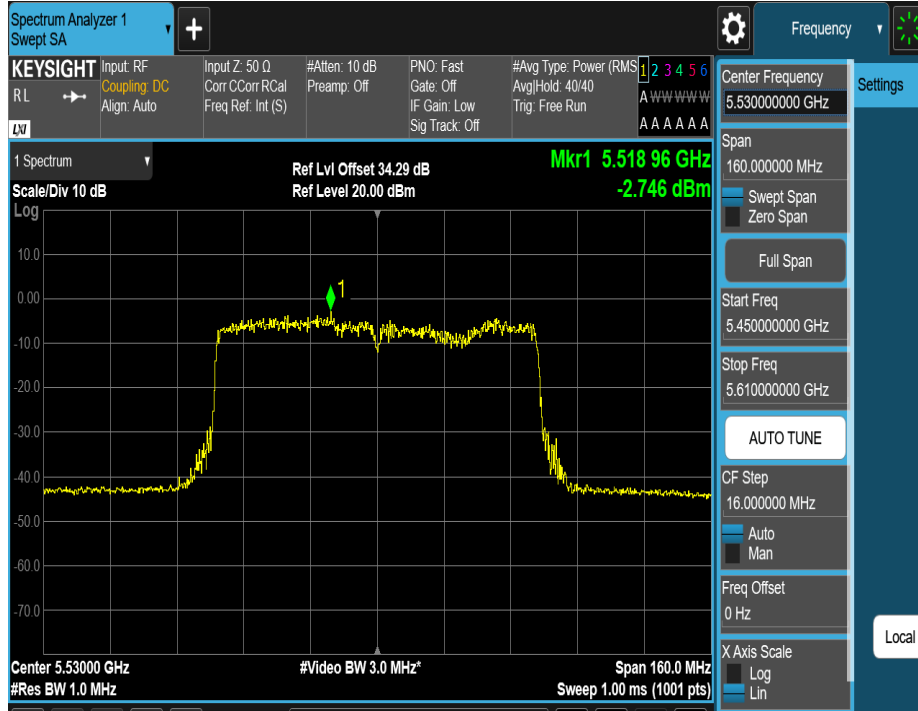 Spectrum Analyzer 1
Swept SA
+
Frequency
KEYSIGHT
RL
LXI
Input: RF
Coupling: DC
Align: Auto
Input Z: 50 Ω
Corr CCorr RCal
Freq Ref: Int (S)
#Atten: 10 dB
Preamp: Off
PNO: Fast
Gate: Off
IF Gain: Low
Sig Track: Off
#Avg Type: Power (RMS
Avg|Hold: 40/40
Trig: Free Run
1 2 3 4 5 6
A W W W W W
A A A A A A
1 Spectrum
Scale/Div 10 dB
Log
Ref Lvl Offset 34.29 dB
Ref Level 20.00 dBm
Mkr1 5.518 96 GHz
-2.746 dBm
10.0
0.00
-10.0
-20.0
-30.0
-40.0
-50.0
-60.0
-70.0
1
Center 5.53000 GHz
#Res BW 1.0 MHz
#Video BW 3.0 MHz*
Span 160.0 MHz
Sweep 1.00 ms (1001 pts)
Center Frequency
5.530000000 GHz
Span
160.000000 MHz
Swept Span
Zero Span
Full Span
Start Freq
5.450000000 GHz
Stop Freq
5.610000000 GHz
AUTO TUNE
CF Step
16.000000 MHz
Auto
Man
Freq Offset
0 Hz
X Axis Scale
Log
Lin
Settings
Local